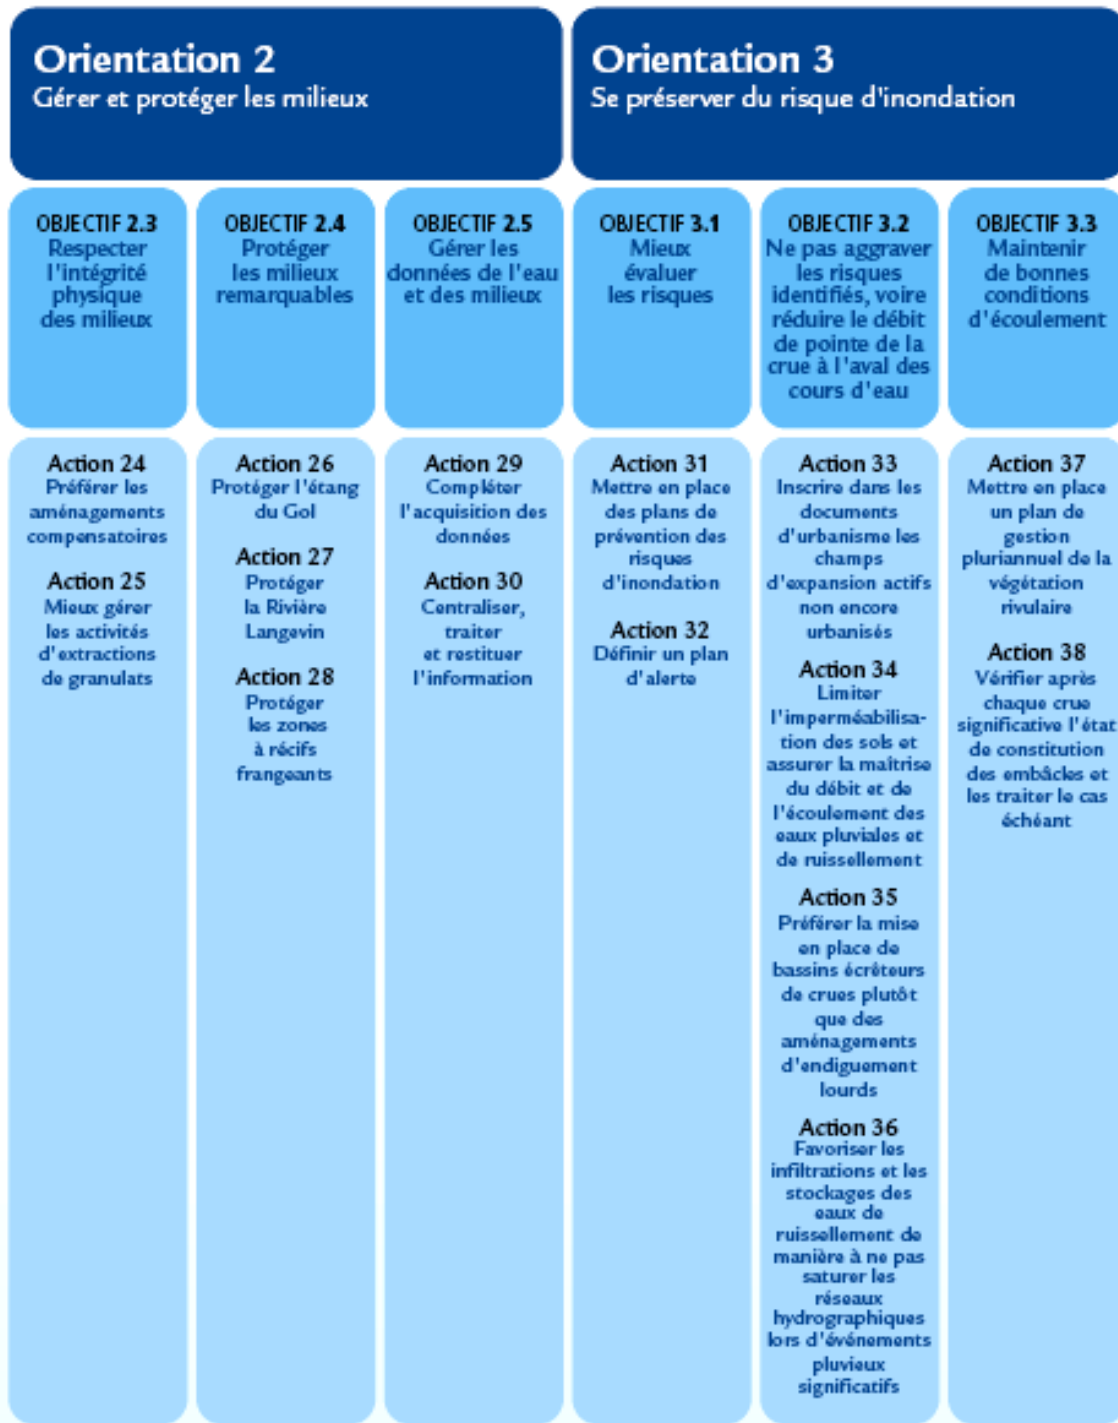 Orientation 2
Gérer et protéger les milieux
Orientation 3
Se préserver du risque d'inondation
OBJECTIF 2.3
Respecter
l'intégrité
physique
des milieux
OBJECTIF 2.4
Protéger
les milieux
remarquables
OBJECTIF 2.5
Gérer les
données de l'eau
et des milieux
OBJECTIF 3.1
Mieux
évaluer
les risques
OBJECTIF 3.2
Ne pas aggraver
les risques
identifiés, voire
réduire le débit
de pointe de la
crue à l'aval des
cours d'eau
OBJECTIF 3.3
Maintenir
de bonnes
conditions
d'écoulement
Action 24
Préférer les
aménagements
compensatoires
Action 25
Mieux gérer
les activités
d'extractions
de granulats
Action 26
Protéger l'étang
du Gol
Action 27
Protéger
la Rivière
Langevin
Action 28
Protéger
les zones
à récifs
frangeants
Action 29
Compléter
l'acquisition des
données
Action 30
Centraliser,
traiter
et restituer
l'information
Action 31
Mettre en place
des plans de
prévention des
risques
d'inondation
Action 32
Définir un plan
d'alerte
Action 33
Inscrire dans les
documents
d'urbanisme les
champs
d'expansion actifs
non encore
urbanisés
Action 34
Limiter
l'imperméabilisa-
tion des sols et
assurer la maîtrise
du débit et de
l'écoulement des
eaux pluviales et
de ruissellement
Action 35
Préférer la mise
en place de
bassins écrêteurs
de crues plutôt
que des
aménagements
d'endiguement
lourds
Action 36
Favoriser les
infiltrations et les
stockages des
eaux de
ruissellement de
manière à ne pas
saturer les
réseaux
hydrographiques
lors d'événements
pluvieux
significatifs
Action 37
Mettre en place
un plan de
gestion
pluriannuel de la
végétation
rivulaire
Action 38
Vérifier après
chaque crue
significative l'état
de constitution
des embâcles et
les traiter le cas
échéant